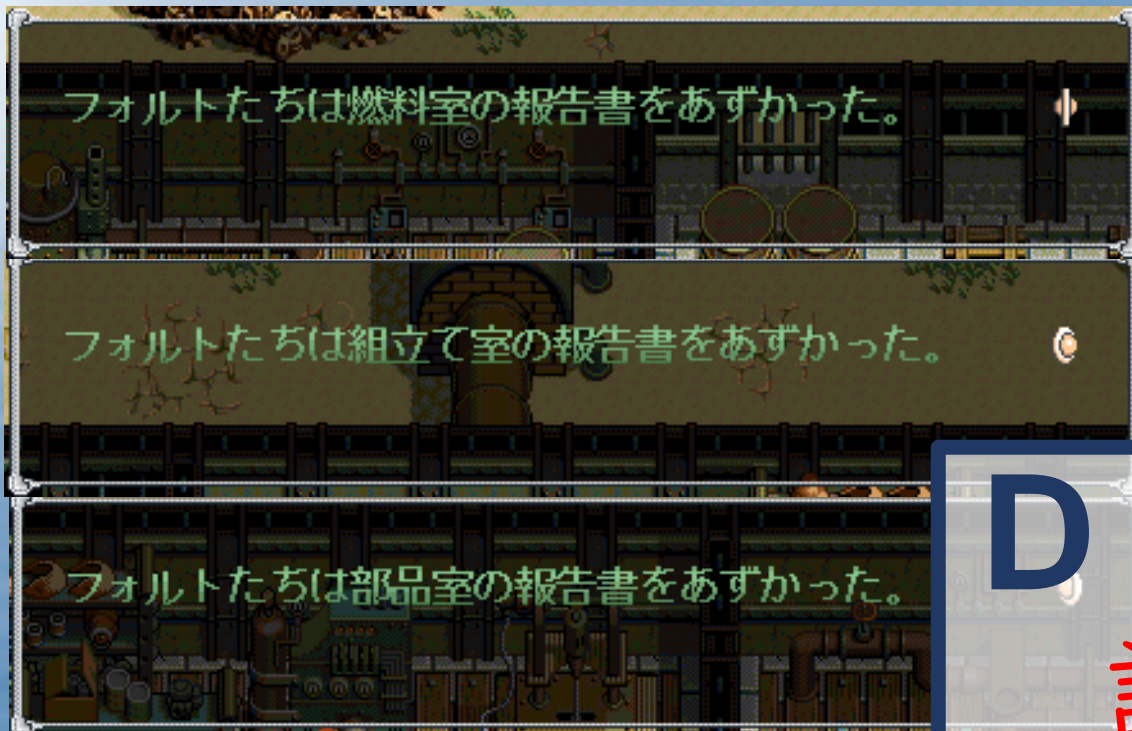 フォルトたちは燃料室の報告書をあずかった。
フォルトたちは組立て室の報告書をあずかった。
フォルトたちは部品室の報告書をあずかった。
D